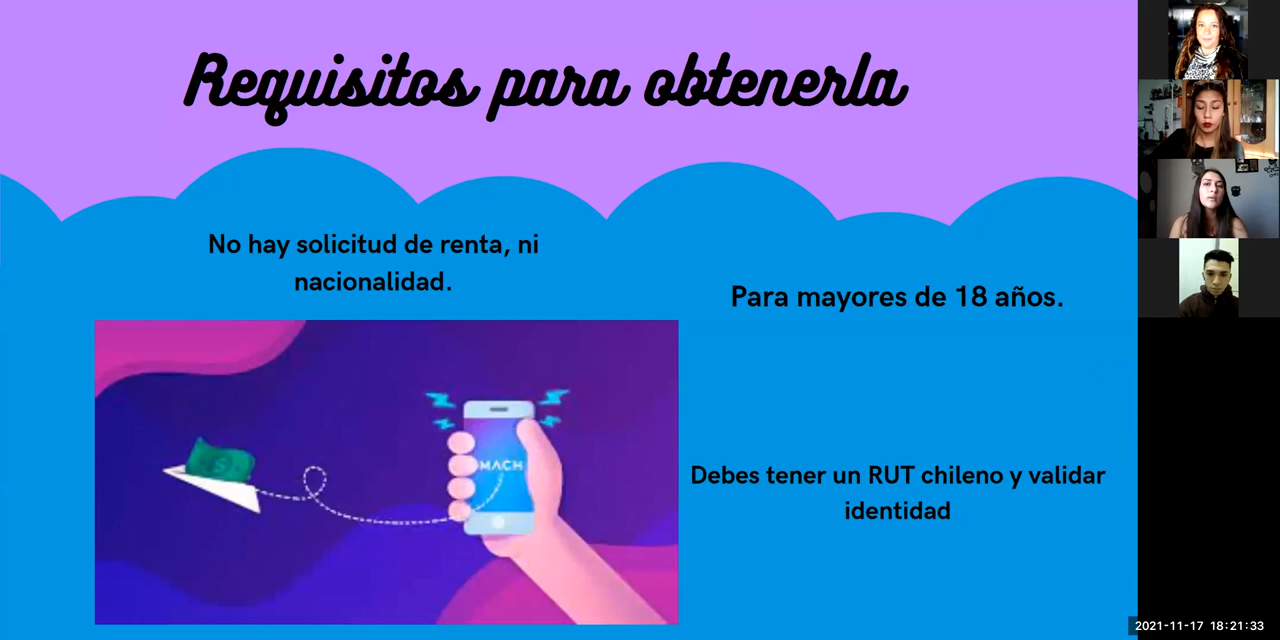 Requisitos para obtenerla
No hay solicitud de renta, ni
nacionalidad.
Para mayores de 18 años.
MACH
Debes tener un RUT chileno y validar
identidad
2021-11-17 18:21:33